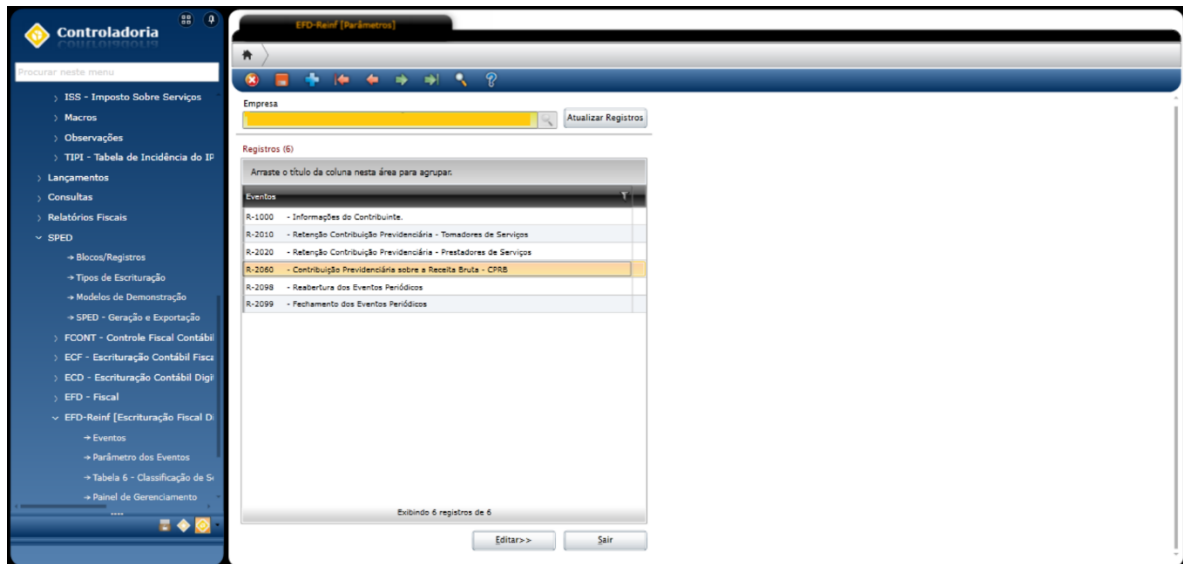 Controladoria
Procurar neste menu
ISS - Imposto Sobre Serviços
Macros
Observações
TIPI - Tabela de Incidência do IP
Lançamentos
Consultas
Relatórios Fiscais
SPED
Blocos/Registros
Tipos de Escrituração
Modelos de Demonstração
SPED - Geração e Exportação
FCONT - Controle Fiscal Contábil
ECF - Escrituração Contábil Fisca
ECD - Escrituração Contábil Digi
EFD - Fiscal
EFD-Reinf [Escrituração Fiscal D
Eventos
Parâmetro dos Eventos
Tabela 6 - Classificação de S
Painel de Gerenciamento
EFD-Reinf [Parâmetros]
Empresa
Atualizar Registros
Registros (6)
Arraste o título da coluna nesta área para agrupar.
Eventos
R-1000 - Informações do Contribuinte.
R-2010 - Retenção Contribuição Previdenciária - Tomadores de Serviços
R-2020 - Retenção Contribuição Previdenciária - Prestadores de Serviços
R-2060 - Contribuição Previdenciária sobre a Receita Bruta - CPRB
R-2098 - Reabertura dos Eventos Periódicos
R-2099 - Fechamento dos Eventos Periódicos
Exibindo 6 registros de 6
Editar>>
Sair